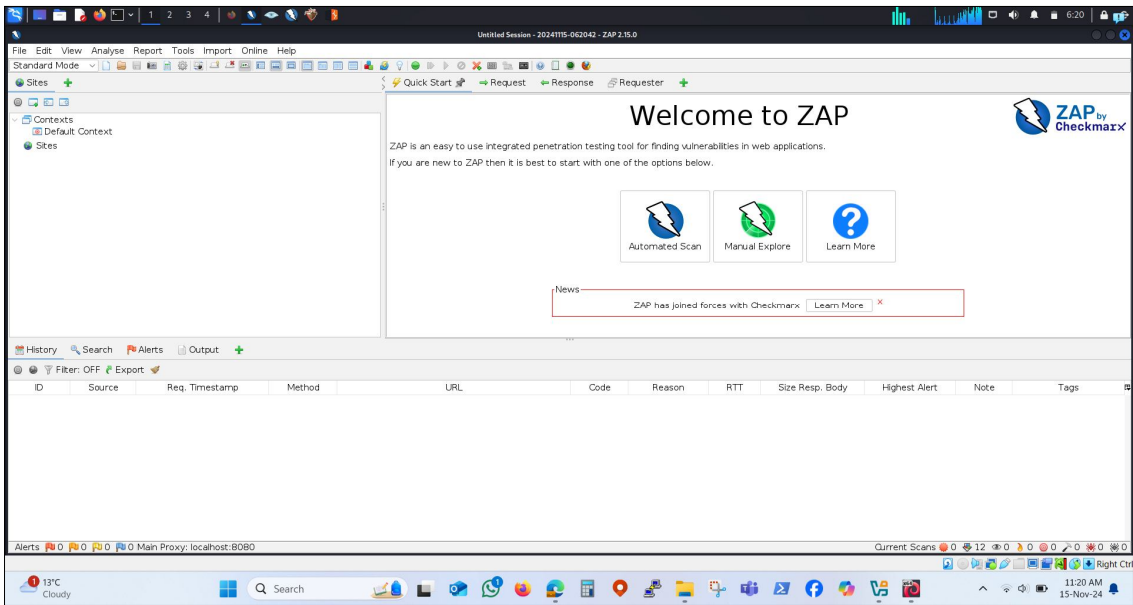 1 2 3 4
6:20
Untitled Session - 20241115-062042 - ZAP 2.15.0
File Edit View Analyse Report Tools Import Online Help
Standard Mode
Sites
Quick Start
Request
Response
Requester
Contexts
Default Context
Sites
Welcome to ZAP
ZAP by
Checkmarx
ZAP is an easy to use integrated penetration testing tool for finding vulnerabilities in web applications.
If you are new to ZAP then it is best to start with one of the options below.
Automated Scan
Manual Explore
Learn More
News
ZAP has joined forces with Checkmarx Learn More
History Search Alerts Output
Filter: OFF Export
ID Source Req. Timestamp Method URL Code Reason RTT Size Resp. Body Highest Alert Note Tags
Alerts 0 0 0 0 Main Proxy: localhost:8080
Current Scans 0 12 0 0 0 0 0 0
Right Ctrl
1
13°C
Cloudy
Search
11:20 AM
15-Nov-24